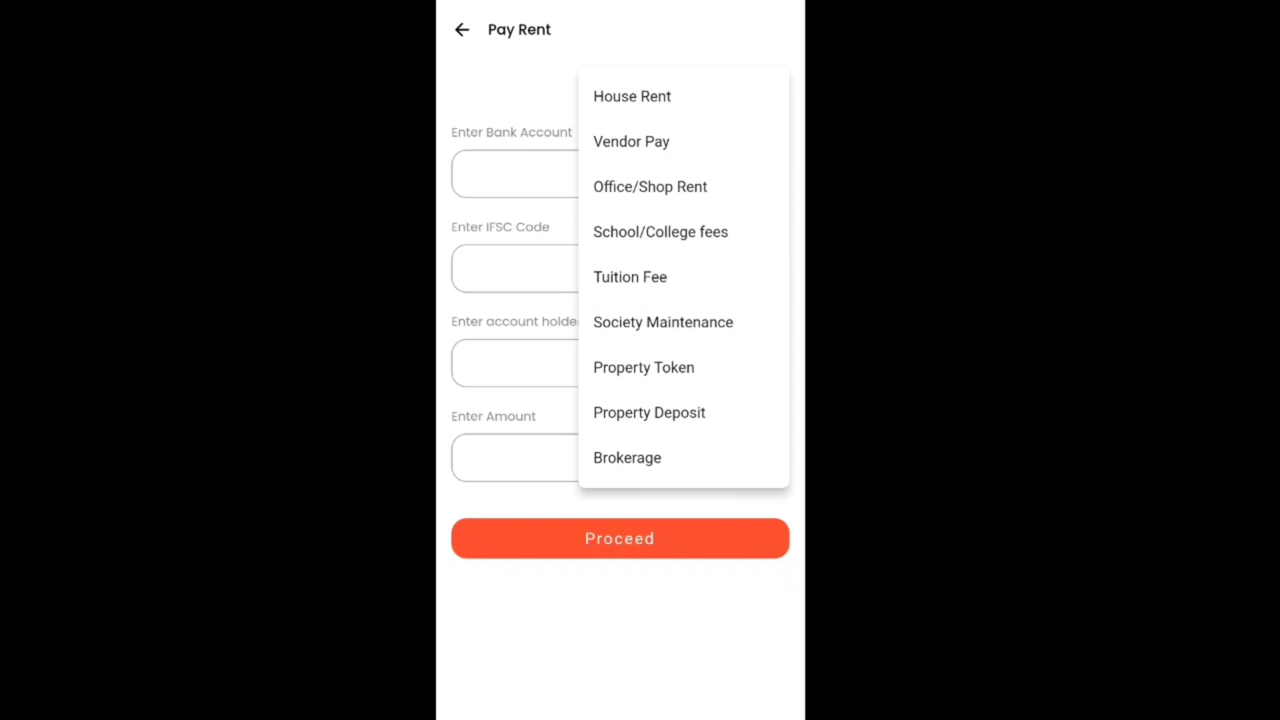 Pay Rent
House Rent
Enter Bank Account
Vendor Pay
Office/Shop Rent
Enter IFSC Code
School/College fees
Tuition Fee
Enter account holde
Society Maintenance
Property Token
Enter Amount
Property Deposit
Brokerage
Proceed